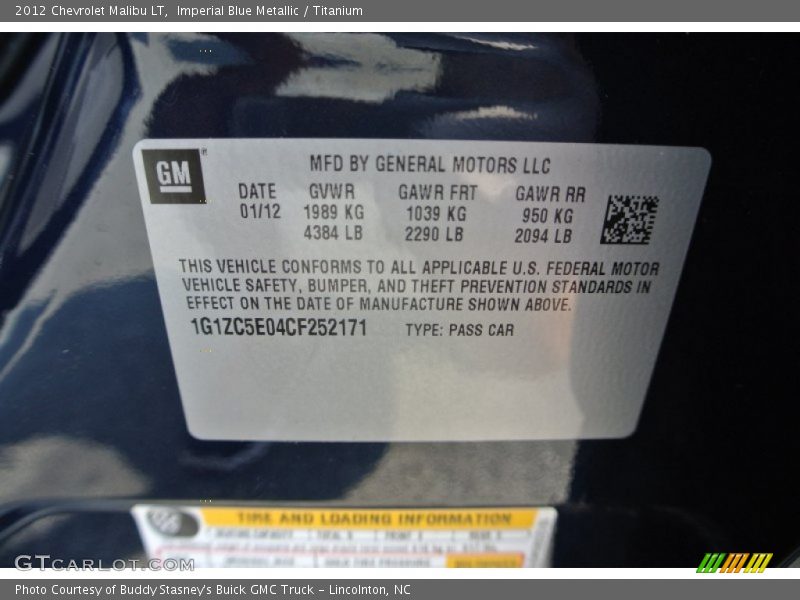 2012 Chevrolet Malibu LT, Imperial Blue Metallic / Titanium
GM
MFD BY GENERAL MOTORS LLC
DATE GVWR GAWR FRT GAWR RR
01/12 1989 KG 1039 KG 950 KG
4384 LB 2290 LB 2094 LB
THIS VEHICLE CONFORMS TO ALL APPLICABLE U.S. FEDERAL MOTOR
VEHICLE SAFETY, BUMPER, AND THEFT PREVENTION STANDARDS IN
EFFECT ON THE DATE OF MANUFACTURE SHOWN ABOVE.
1G1ZC5E04CF252171 TYPE: PASS CAR
TIRE AND LOADING INFORMATION
GTCARLOT.COM
Photo Courtesy of Buddy Stasney's Buick GMC Truck – Lincolnton, NC